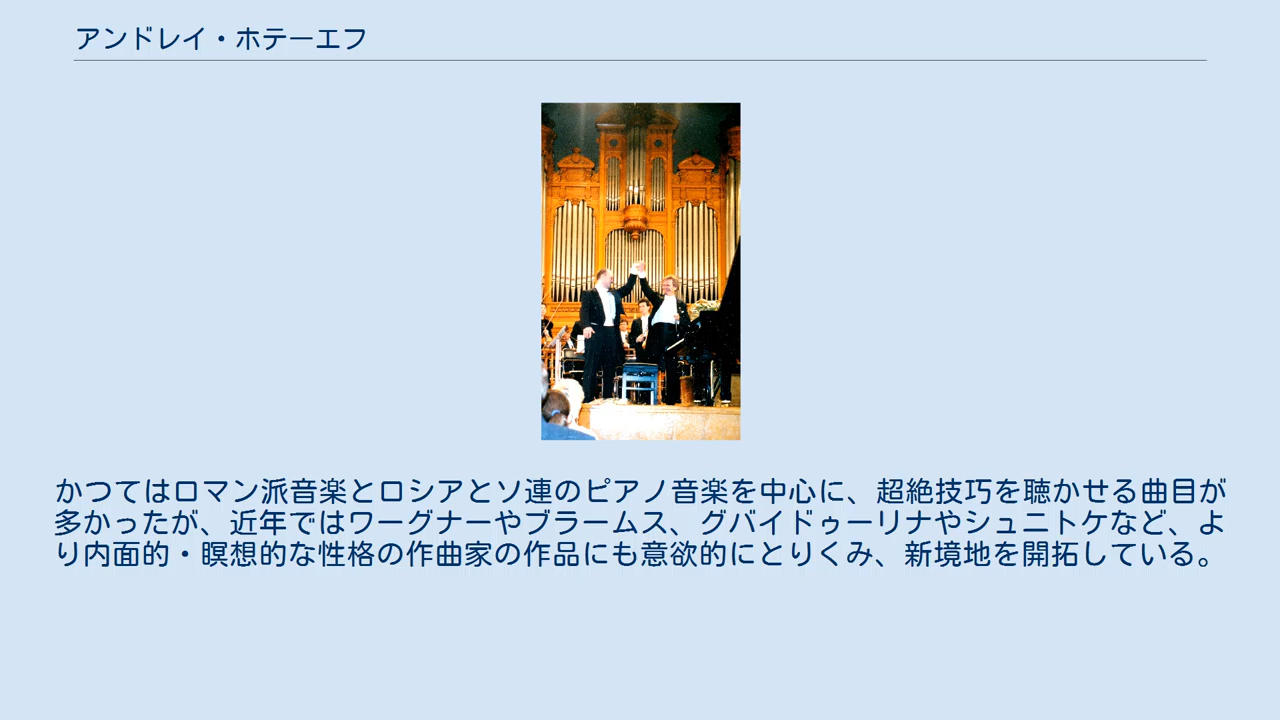 アンドレイ・ホテーエフ
かつてはロマン派音楽とロシアとソ連のピアノ音楽を中心に、超絶技巧を聴かせる曲目が
多かったが、近年ではワーグナーやブラームス、グバイドゥーリナやシュニトケなど、よ
り内面的・瞑想的な性格の作曲家の作品にも意欲的にとりくみ、新境地を開拓している。